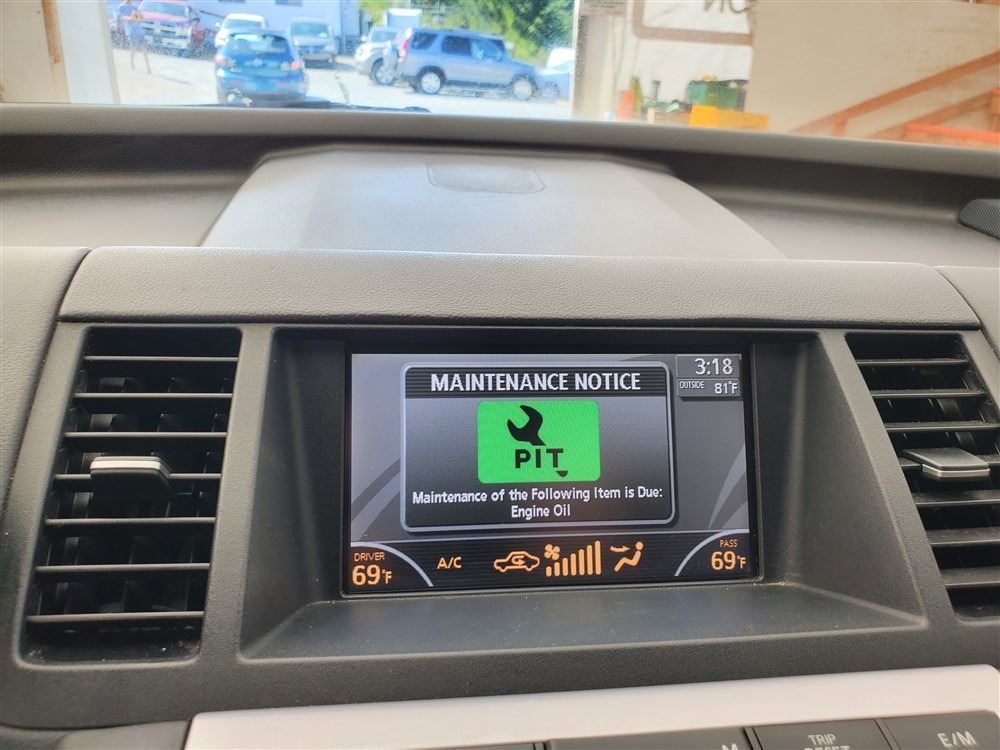 MAINTENANCE NOTICE
3:18
OUTSIDE 81°F
PIT
Maintenance of the Following Item is Due:
Engine Oil
DRIVER
69°F
A/C
PASS
69°F
TRIP
RESET
E/M